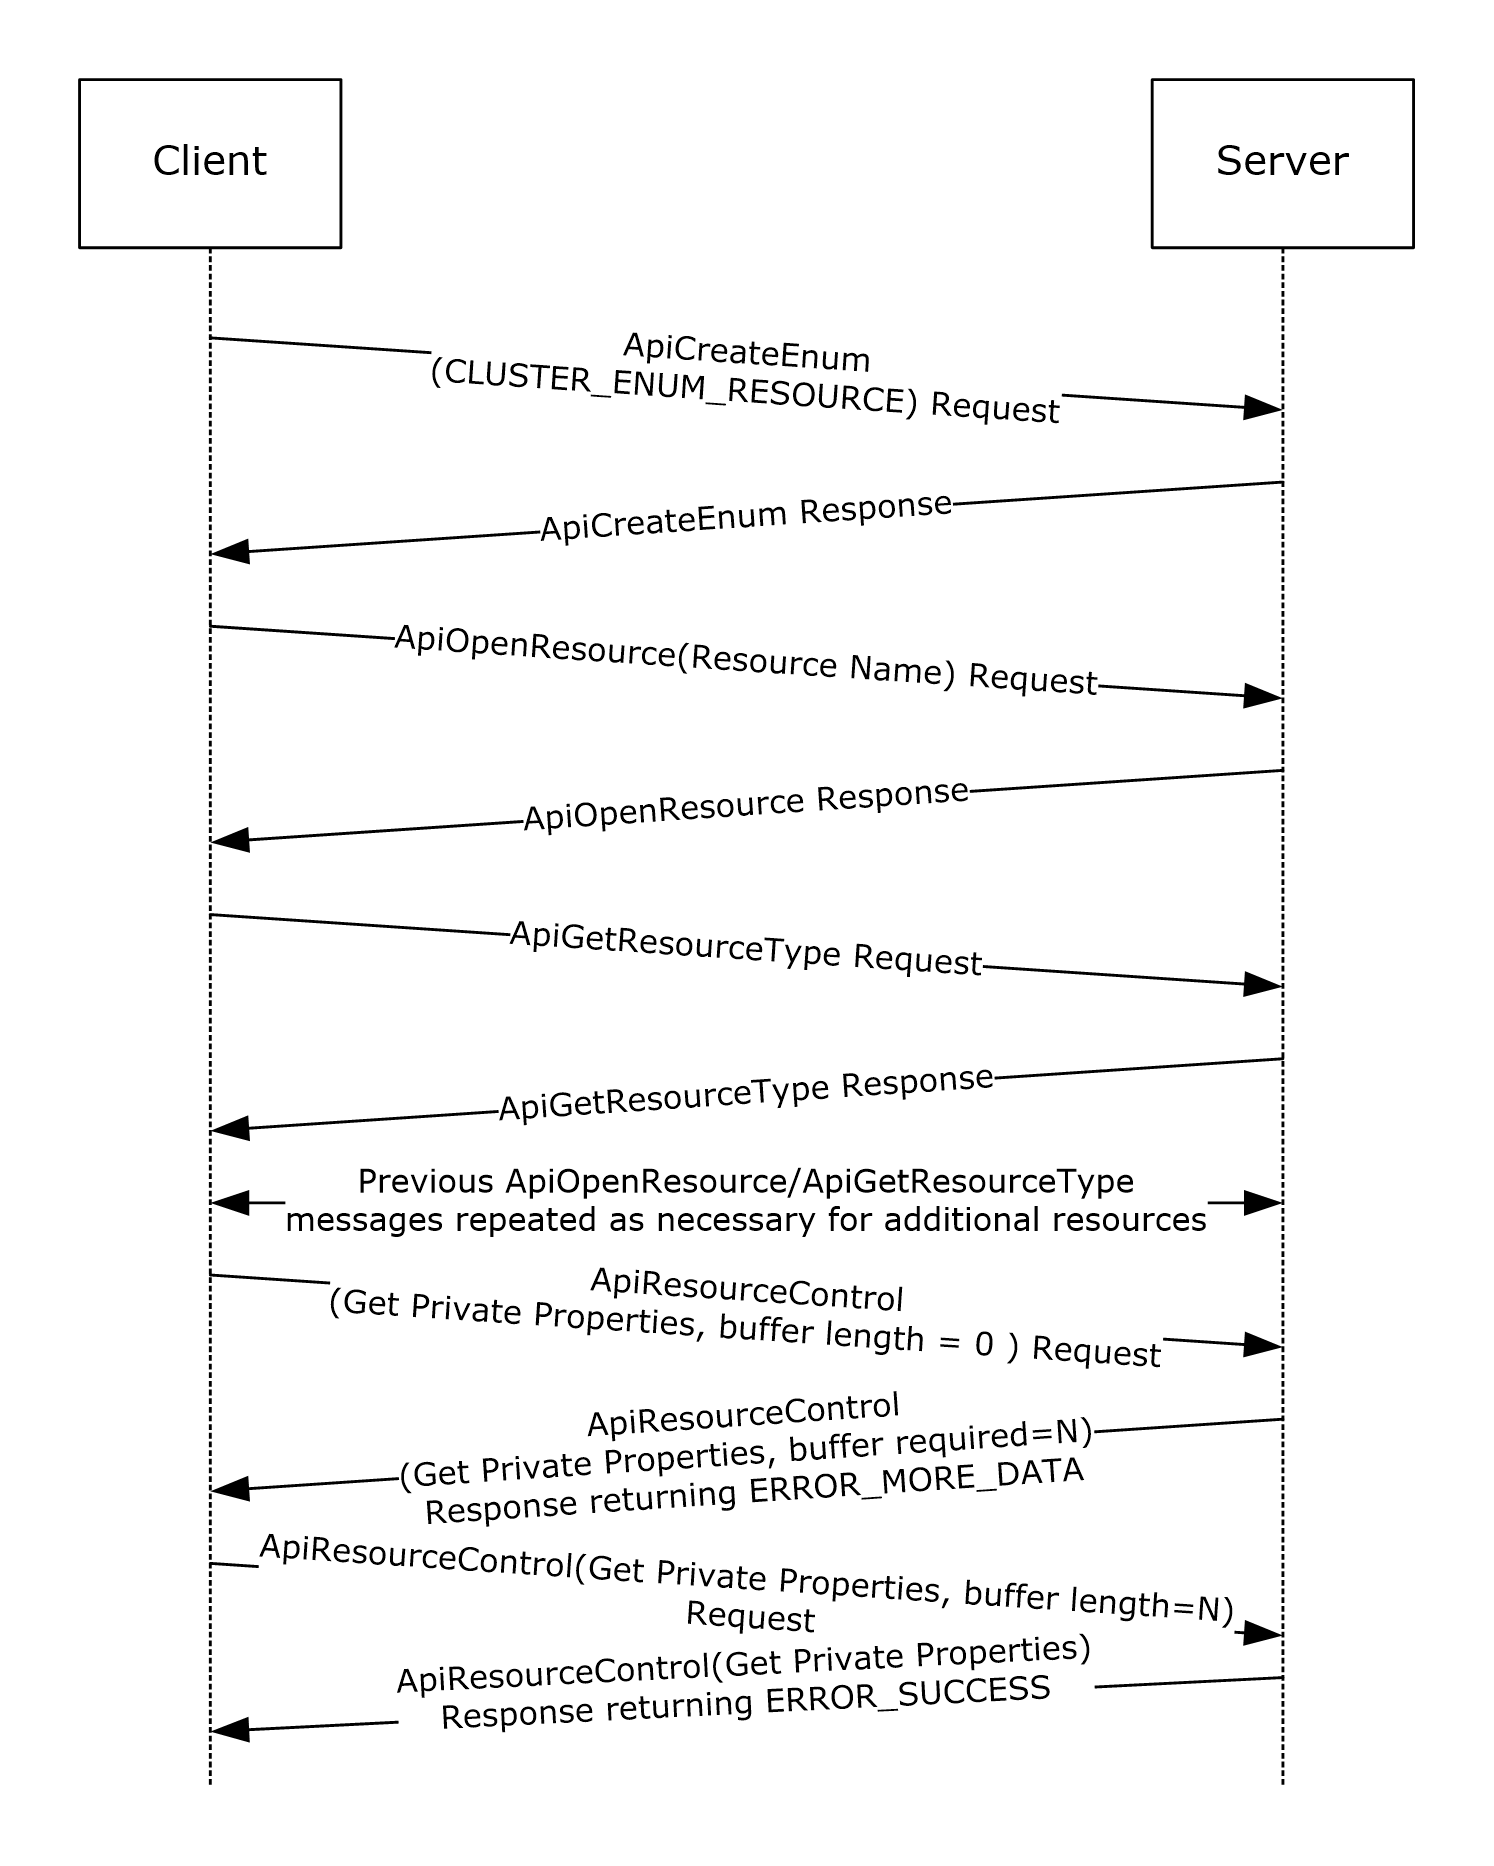 Client
Server
ApiCreateEnum
(CLUSTER_ENUM_RESOURCE) Request
ApiCreateEnum Response
ApiOpenResource(Resource Name) Request
ApiOpenResource Response
ApiGetResourceType Request
ApiGetResourceType Response
Previous ApiOpenResource/ApiGetResourceType
messages repeated as necessary for additional resources
ApiResourceControl
(Get Private Properties, buffer length = 0 ) Request
ApiResourceControl
(Get Private Properties, buffer required=N)
Response returning ERROR_MORE_DATA
ApiResourceControl(Get Private Properties, buffer length=N)
Request
ApiResourceControl(Get Private Properties)
Response returning ERROR_SUCCESS